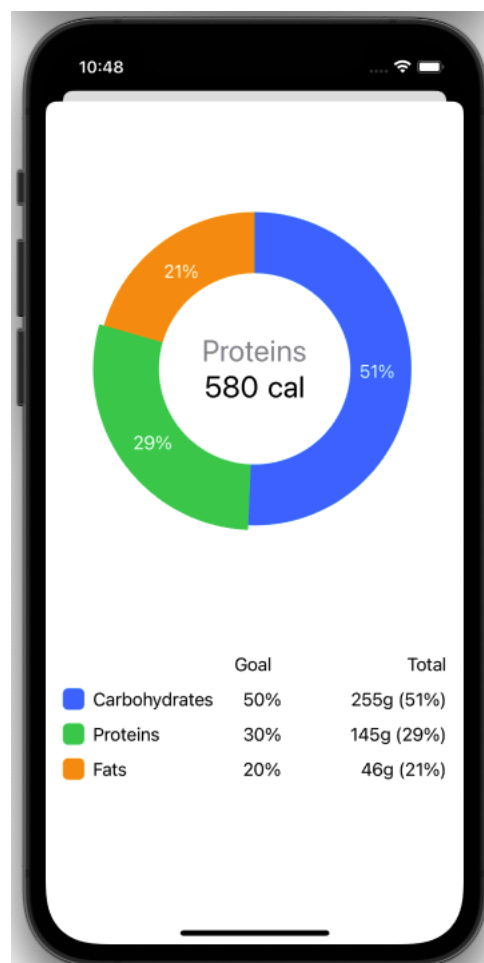 10:48
21%
Proteins
580 cal
51%
29%
Goal Total
Carbohydrates 50% 255g (51%)
Proteins 30% 145g (29%)
Fats 20% 46g (21%)